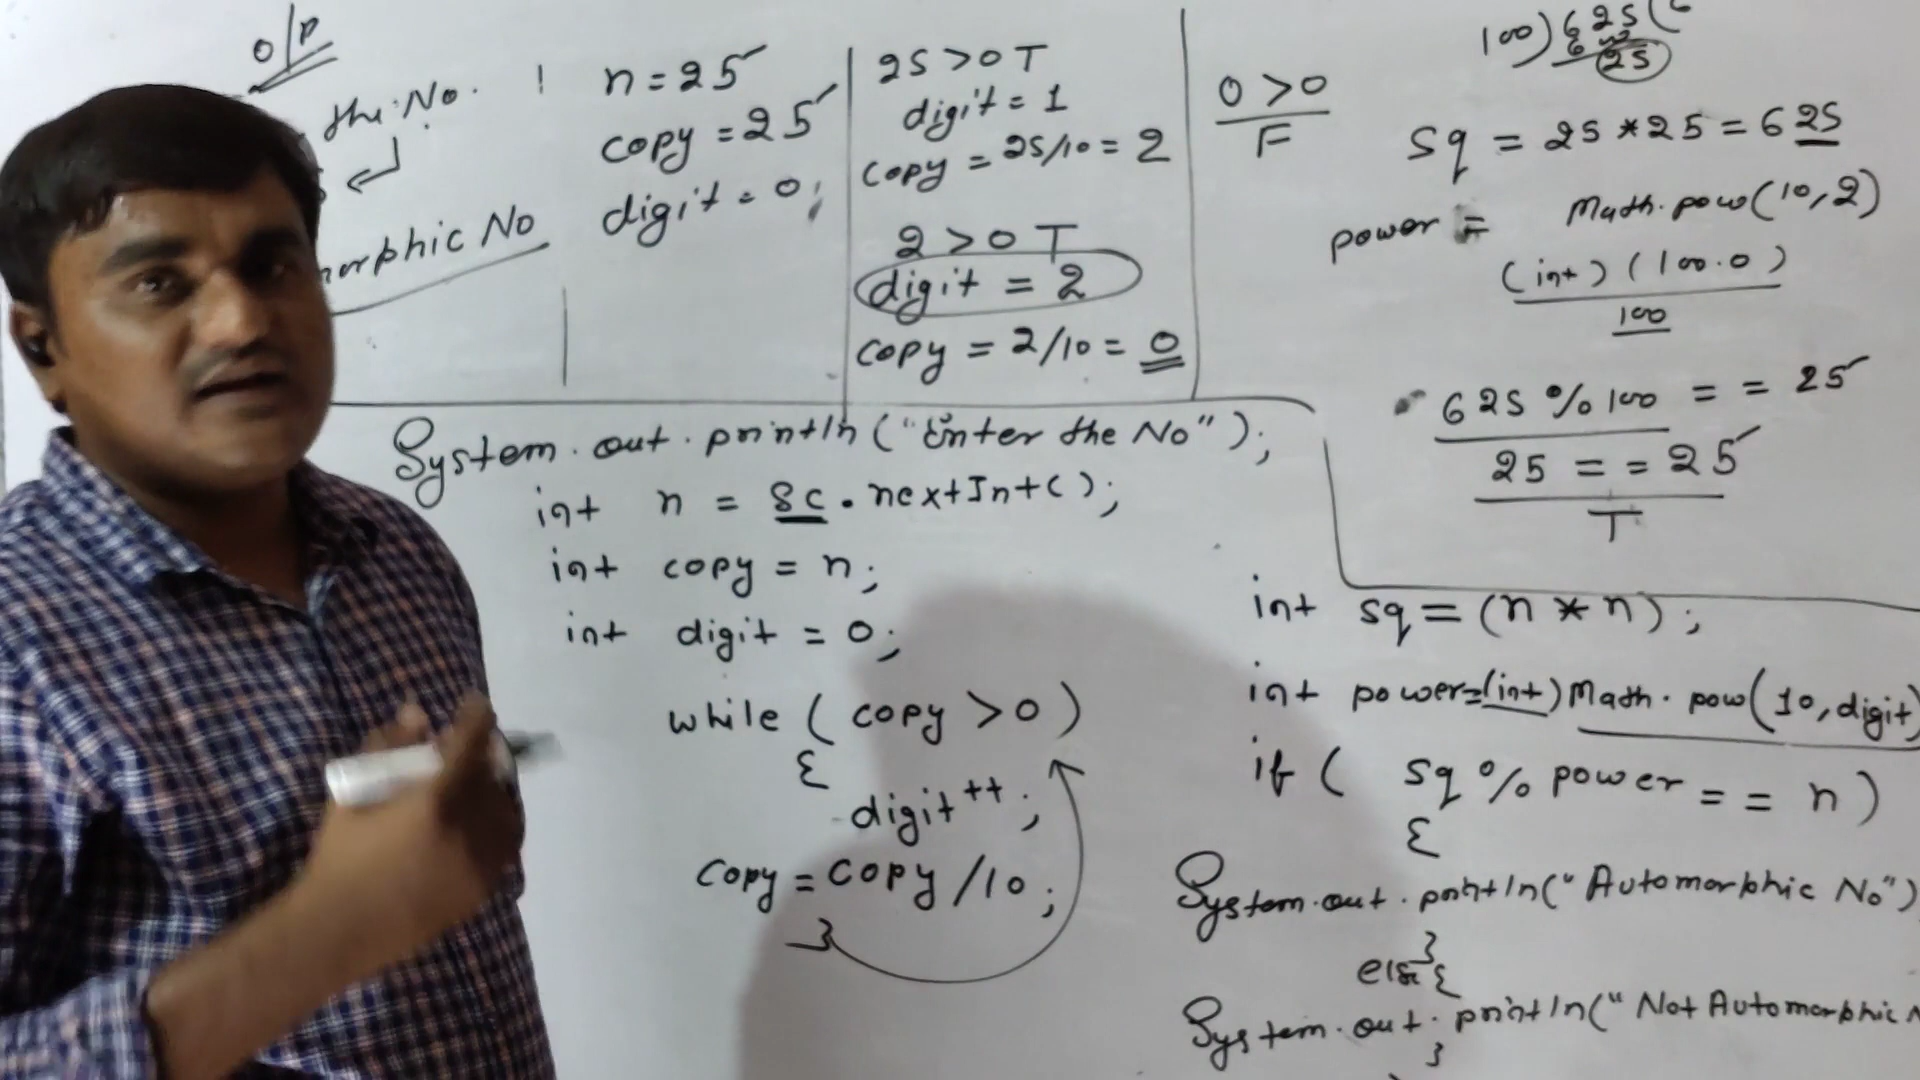 O/P
the No.
morphic No
! n = 25
copy = 25
digit = 0;
25 > 0 T
digit = 1
copy = 25/10 = 2
2 > 0 T
digit = 2
copy = 2/10 = 0
0 > 0
F
100) 625 (6
25
Sq = 25 * 25 = 625
power = Math.pow(10,2)
(int) (100.0)
100
625 % 100 = = 25
25 = = 25
T
System.out.println("Enter the No");
int n = Sc.nextInt();
int copy = n;
int digit = 0;
while ( copy > 0 )
{
digit++;
copy = copy / 10;
}
int sq = (n * n);
int power=(int)Math.pow(10,digit)
if ( sq % power = = n )
{
System.out.println("Automorphic No")
}
else {
System.out.println("Not Automorphic N
}